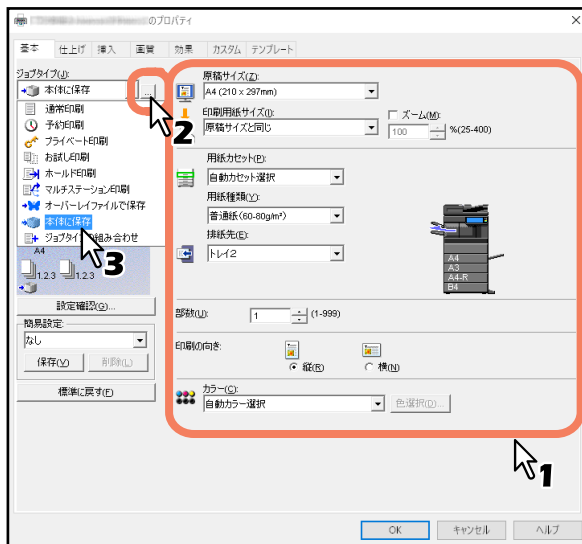 のプロパティ
基本 仕上げ 挿入 画質 効果 カスタム テンプレート
ジョブタイプ(J):
本体に保存
...
通常印刷
予約印刷
プライベート印刷
お試し印刷
ホールド印刷
マルチステーション印刷
オーバーレイファイルで保存
本体に保存
ジョブタイプ 組み合わせ
A4
1.2.3 1.2.3
設定確認(G)...
簡易設定:
なし
保存(V) 削除(L)
標準に戻す(F)
原稿サイズ(Z):
A4 (210 x 297mm)
印刷用紙サイズ(I):
原稿サイズと同じ
ズーム(M):
100 %(25-400)
用紙カセット(P):
自動カセット選択
用紙種類(Y):
普通紙(60-80g/m²)
排紙先(E):
トレイ2
A4
A3
A4-R
B4
部数(U): 1 (1-999)
印刷の向き:
縦(R) 横(N)
カラー(C):
自動カラー選択
色選択(D)...
1
2
3
OK キャンセル ヘルプ